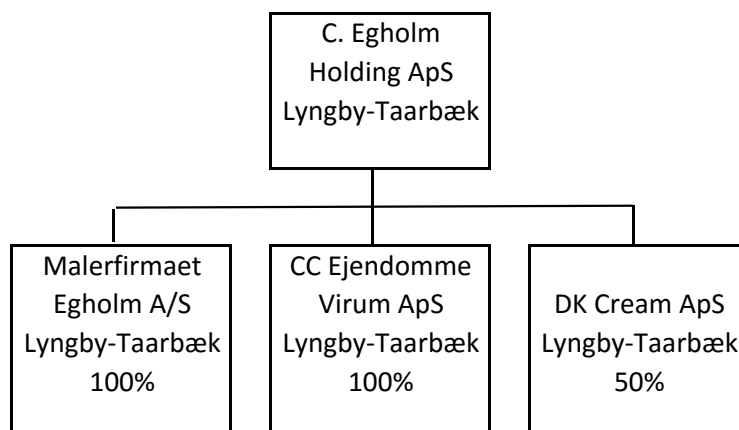 C. Egholm
Holding ApS
Lyngby-Taarbæk
Malerfirmaet
Egholm A/S
Lyngby-Taarbæk
100%
CC Ejendomme
Virum ApS
Lyngby-Taarbæk
100%
DK Cream ApS
Lyngby-Taarbæk
50%